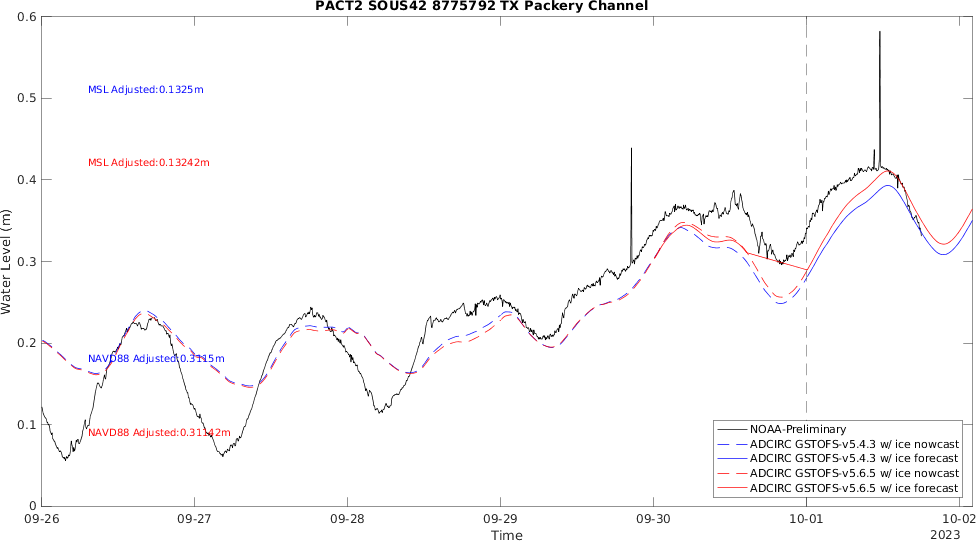 PACT2 SOUS42 8775792 TX Packery Channel
0.6
0.5
0.4
0.3
0.2
0.1
0
Water Level (m)
MSL Adjusted:0.1325m
MSL Adjusted:0.13242m
NAVD88 Adjusted:0.3115m
NAVD88 Adjusted:0.31142m
NOAA-Preliminary
ADCIRC GSTOFS-v5.4.3 w/ ice nowcast
ADCIRC GSTOFS-v5.4.3 w/ ice forecast
ADCIRC GSTOFS-v5.6.5 w/ ice nowcast
ADCIRC GSTOFS-v5.6.5 w/ ice forecast
09-26 09-27 09-28 09-29 09-30 10-01 10-02
Time
2023